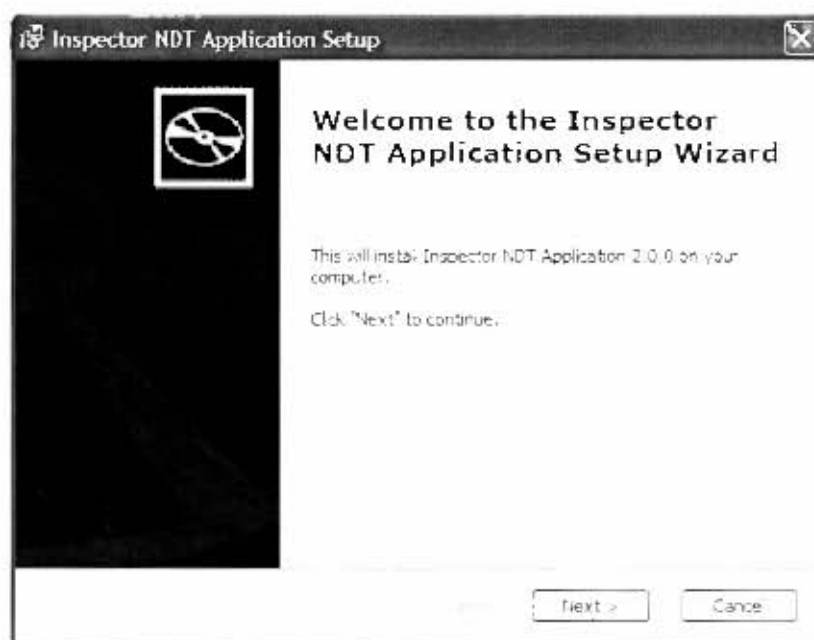 Inspector NDT Application Setup
Welcome to the Inspector
NDT Application Setup Wizard
This will install Inspector NDT Application 2.0.0 on your
computer.
Click "Next" to continue.
Next >
Cancel